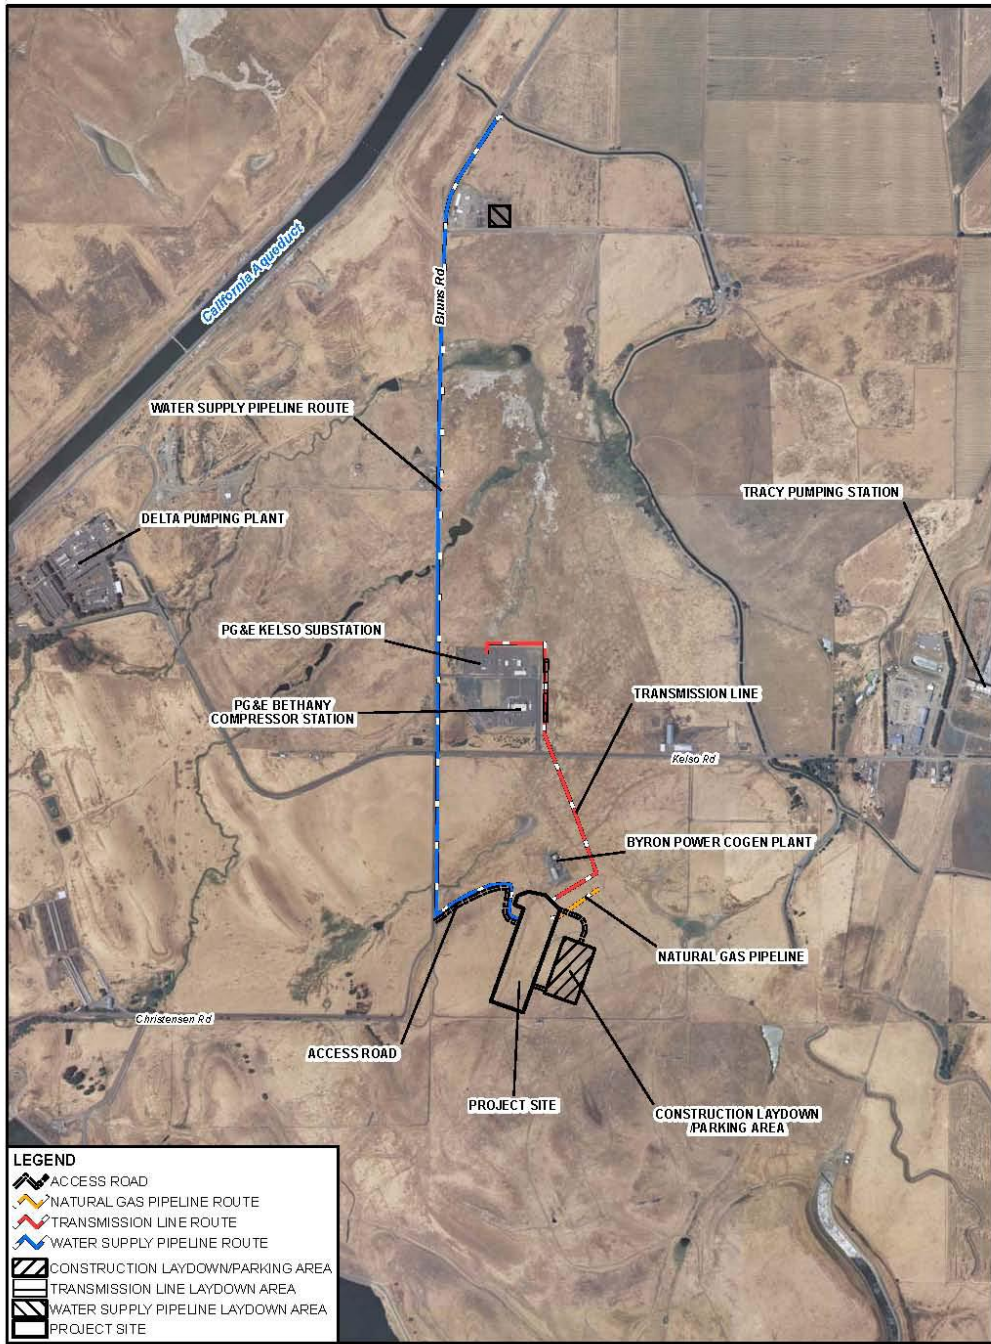 California Aqueduct
Bruns Rd
WATER SUPPLY PIPELINE ROUTE
TRACY PUMPING STATION
DELTA PUMPING PLANT
PG&E KELSO SUBSTATION
PG&E BETHANY
COMPRESSOR STATION
TRANSMISSION LINE
Kelso Rd
BYRON POWER COGEN PLANT
NATURAL GAS PIPELINE
Christensen Rd
ACCESS ROAD
PROJECT SITE
CONSTRUCTION LAYDOWN
/PARKING AREA
LEGEND
ACCESS ROAD
NATURAL GAS PIPELINE ROUTE
TRANSMISSION LINE ROUTE
WATER SUPPLY PIPELINE ROUTE
CONSTRUCTION LAYDOWN/PARKING AREA
TRANSMISSION LINE LAYDOWN AREA
WATER SUPPLY PIPELINE LAYDOWN AREA
PROJECT SITE